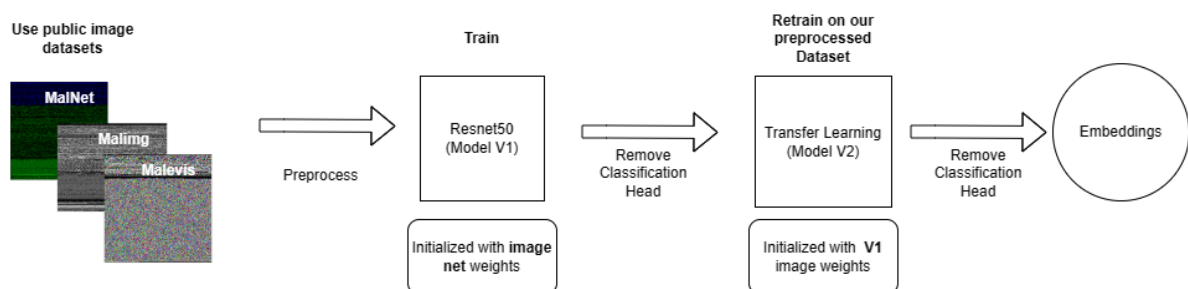 Use public image
datasets
MalNet
Malimg
Malevis
Preprocess
Train
Resnet50
(Model V1)
Initialized with image
net weights
Remove
Classification
Head
Retrain on our
preprocessed
Dataset
Transfer Learning
(Model V2)
Initialized with V1
image weights
Remove
Classification
Head
Embeddings